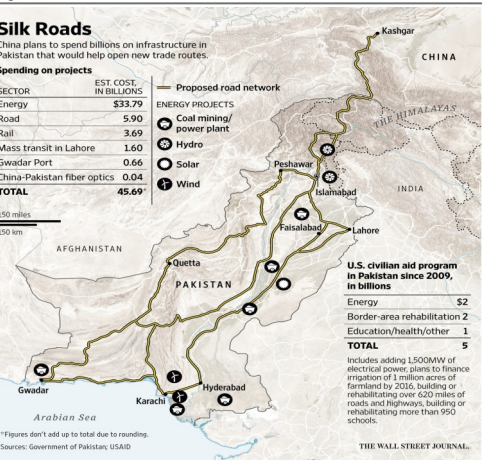 Silk Roads
China plans to spend billions on infrastructure in
Pakistan that would help open new trade routes.
Spending on projects
SECTOR EST. COST, IN BILLIONS
Energy $33.79
Road 5.90
Rail 3.69
Mass transit in Lahore 1.60
Gwadar Port 0.66
China-Pakistan fiber optics 0.04
TOTAL 45.69*
150 miles
150 km
Proposed road network
ENERGY PROJECTS
Coal mining/
power plant
Hydro
Solar
Wind
Kashgar
CHINA
THE HIMALAYAS
Peshawar
Islamabad
INDIA
Faisalabad
Lahore
AFGHANISTAN
Quetta
PAKISTAN
Gwadar
Karachi
Hyderabad
Arabian Sea
U.S. civilian aid program
in Pakistan since 2009,
in billions
Energy $2
Border-area rehabilitation 2
Education/health/other 1
TOTAL 5
Includes adding 1,500MW of
electrical power, plans to finance
irrigation of 1 million acres of
farmland by 2016, building or
rehabilitating over 620 miles of
roads and highways, building or
rehabilitating more than 950
schools.
*Figures don't add up to total due to rounding.
Sources: Government of Pakistan; USAID
THE WALL STREET JOURNAL.